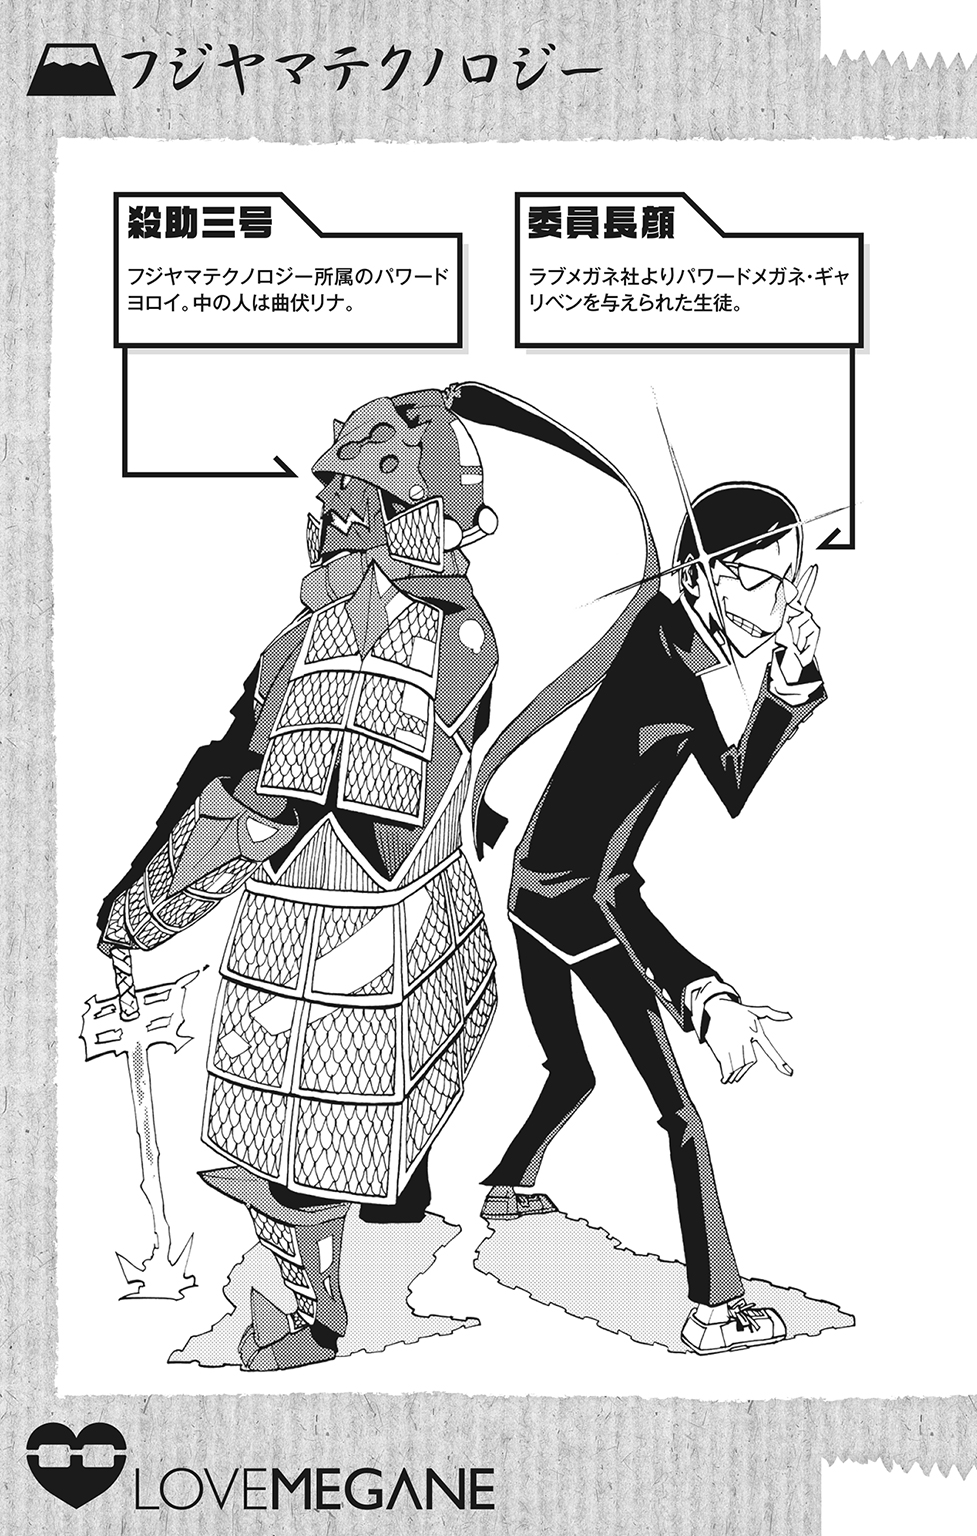 フジヤマテクノロジー
殺助三号
フジヤマテクノロジー所属のパワード
ヨロイ。中の人は曲伏リナ。
委員長顔
ラブメガネ社よりパワードメガネ・ギャ
リベンを与えられた生徒。
LOVEMEGANE